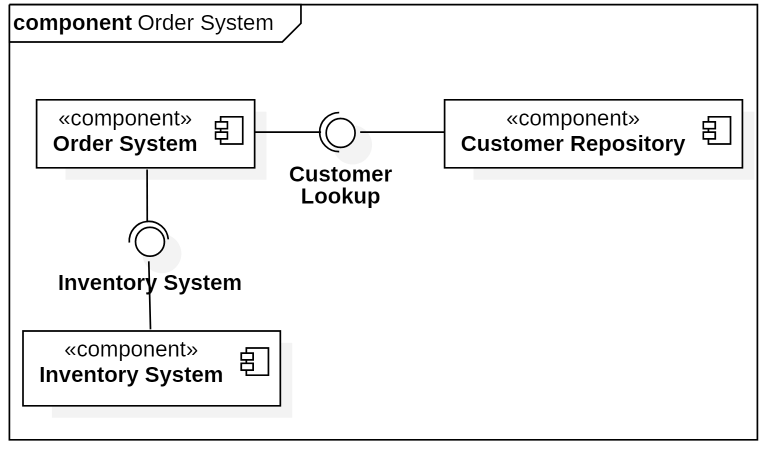 component Order System
«component»
Order System
«component»
Customer Repository
Customer
Lookup
Inventory System
«component»
Inventory System